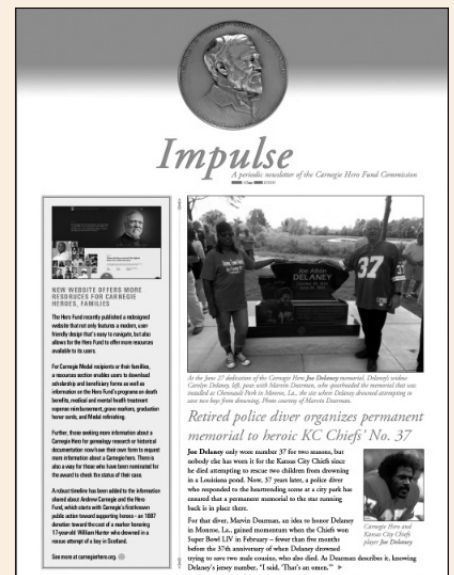 Impulse
A periodic newsletter of the Carnegie Hero Fund Commission
NEW WEBSITE OFFERS MORE
RESOURCES FOR CARNEGIE
HEROES, FAMILIES
The Hero Fund recently published a redesigned
website that not only features a modern, user-
friendly design that's easy to navigate, but also
allows for the Hero Fund to offer more resources
available to its users.
For Carnegie Medal recipients or their families,
a resources section enables users to download
scholarship and beneficiary forms as well as
information on the Hero Fund's programs on death
benefits, medical and mental health treatment
expense reimbursement, grave markers, graduation
honor cords, and Medal refinishing.
Further, those seeking more information about a
Carnegie Hero for genealogy research or historical
documentation now have their own form to request
more information about a Carnegie hero. There is
also a way for those who have been nominated for
the award to check the status of their case.
A robust timeline has been added to the information
shared about Andrew Carnegie and the Hero
Fund, which starts with Carnegie's first known
public action toward supporting heroes – an 1887
donation toward the cost of a marker honoring
17-year-old William Hunter who drowned in a
rescue attempt of a boy in Scotland.
See more at carnegiehero.org.
DELANEY
37
At the June 27 dedication of the Carnegie Hero Joe Delaney memorial, Delaney's widow
Carolyn Delaney, left, poses with Marvin Dearman, who spearheaded the memorial that was
installed at Chennault Park in Monroe, La., the site where Delaney drowned attempting to
save two boys from drowning. Photo courtesy of Marvin Dearman.
Retired police diver organizes permanent
memorial to heroic KC Chiefs' No. 37
Joe Delaney only wore number 37 for two seasons, but
nobody else has worn it for the Kansas City Chiefs since
he died attempting to rescue two children from drowning
in a Louisiana pond. Now, 37 years later, a police diver
who responded to the heartrending scene at a city park has
ensured that a permanent memorial to the star running
back is in place there.
For that diver, Marvin Dearman, an idea to honor Delaney
in Monroe, La., gained momentum when the Chiefs won
Super Bowl LIV in February – fewer than five months
before the 37th anniversary of when Delaney drowned
trying to save two male cousins, who also died. As Dearman describes it, knowing
Delaney's jersey number, "I said, 'That's an omen.'"
Carnegie Hero and
Kansas City Chiefs
player Joe Delaney